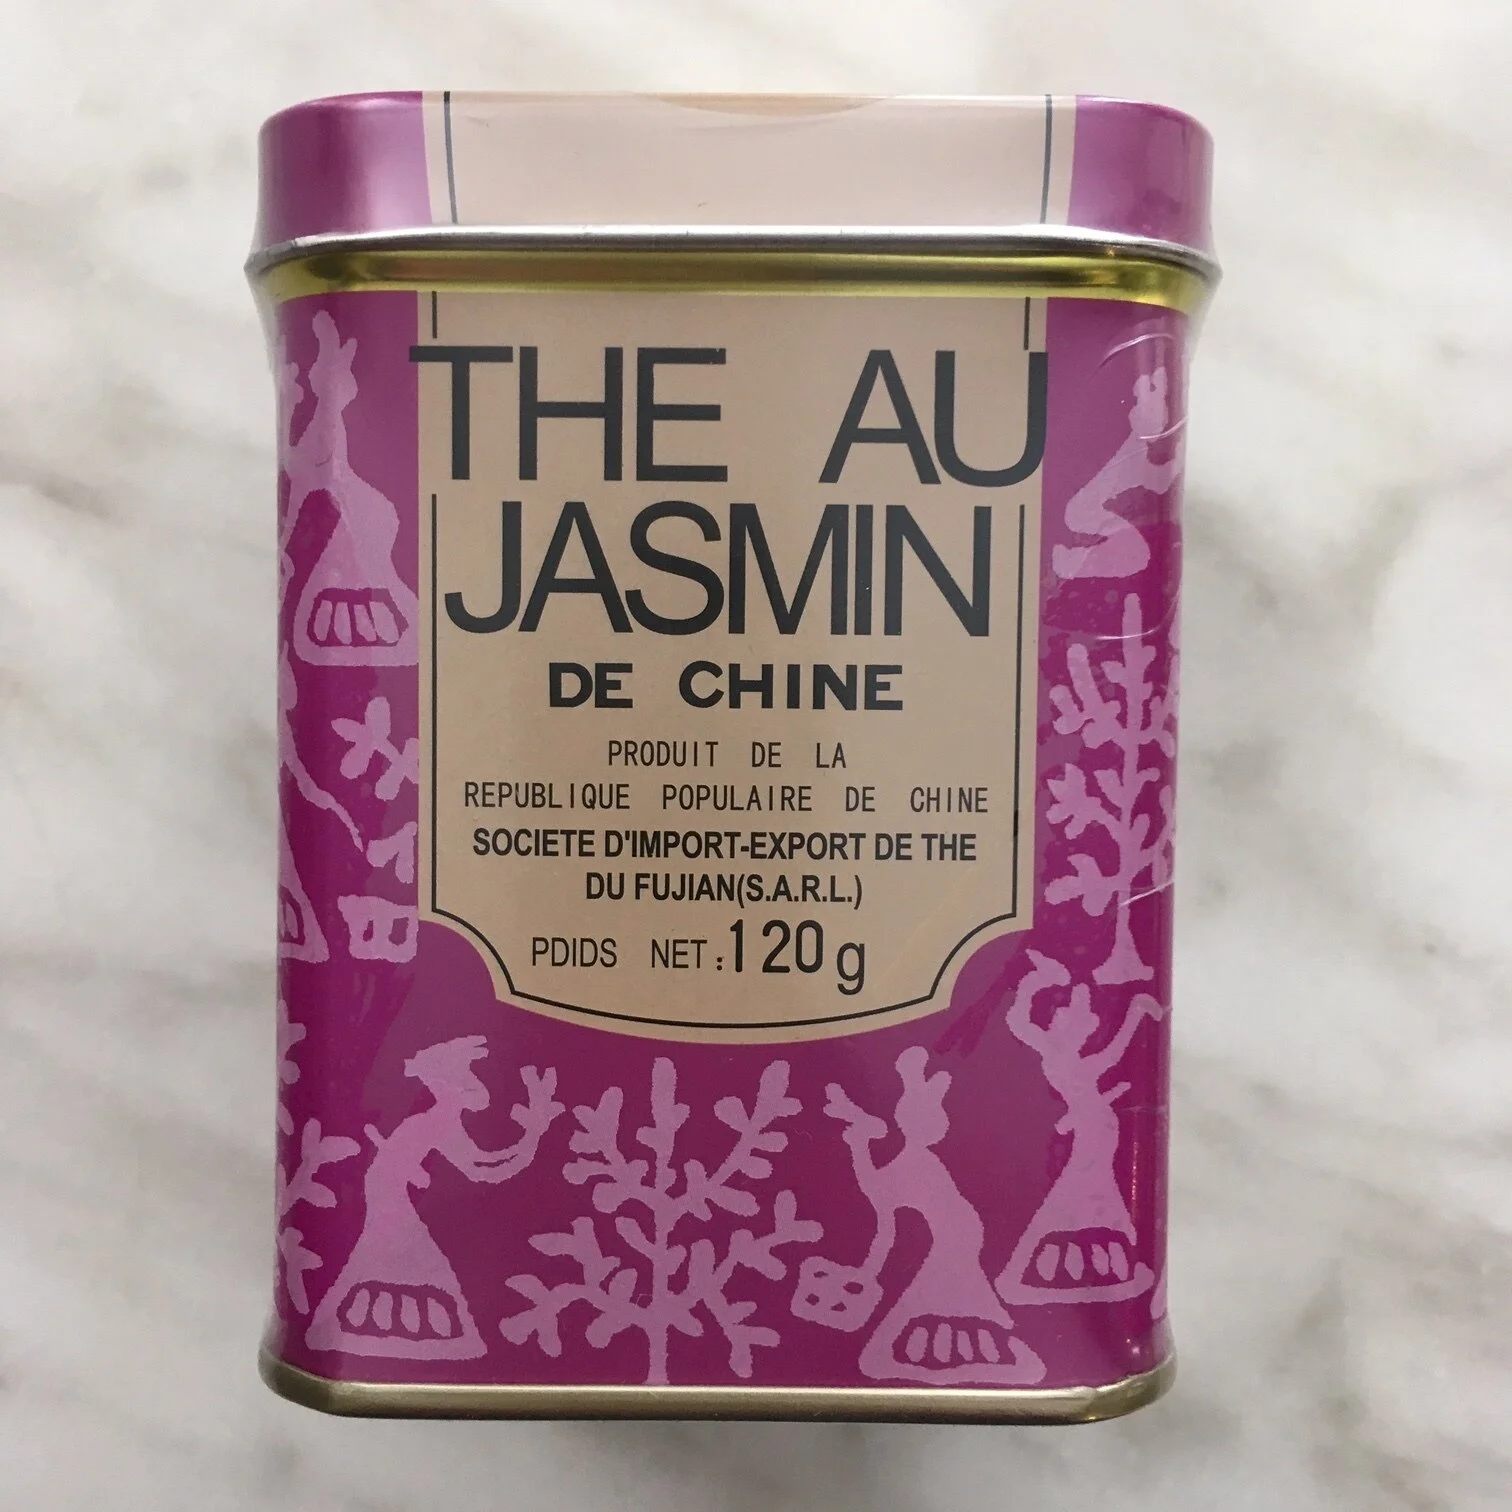 THE AU
JASMIN
DE CHINE
PRODUIT DE LA
REPUBLIQUE POPULAIRE DE CHINE
SOCIETE D'IMPORT-EXPORT DE THE
DU FUJIAN(S.A.R.L.)
PDIDS NET:120g